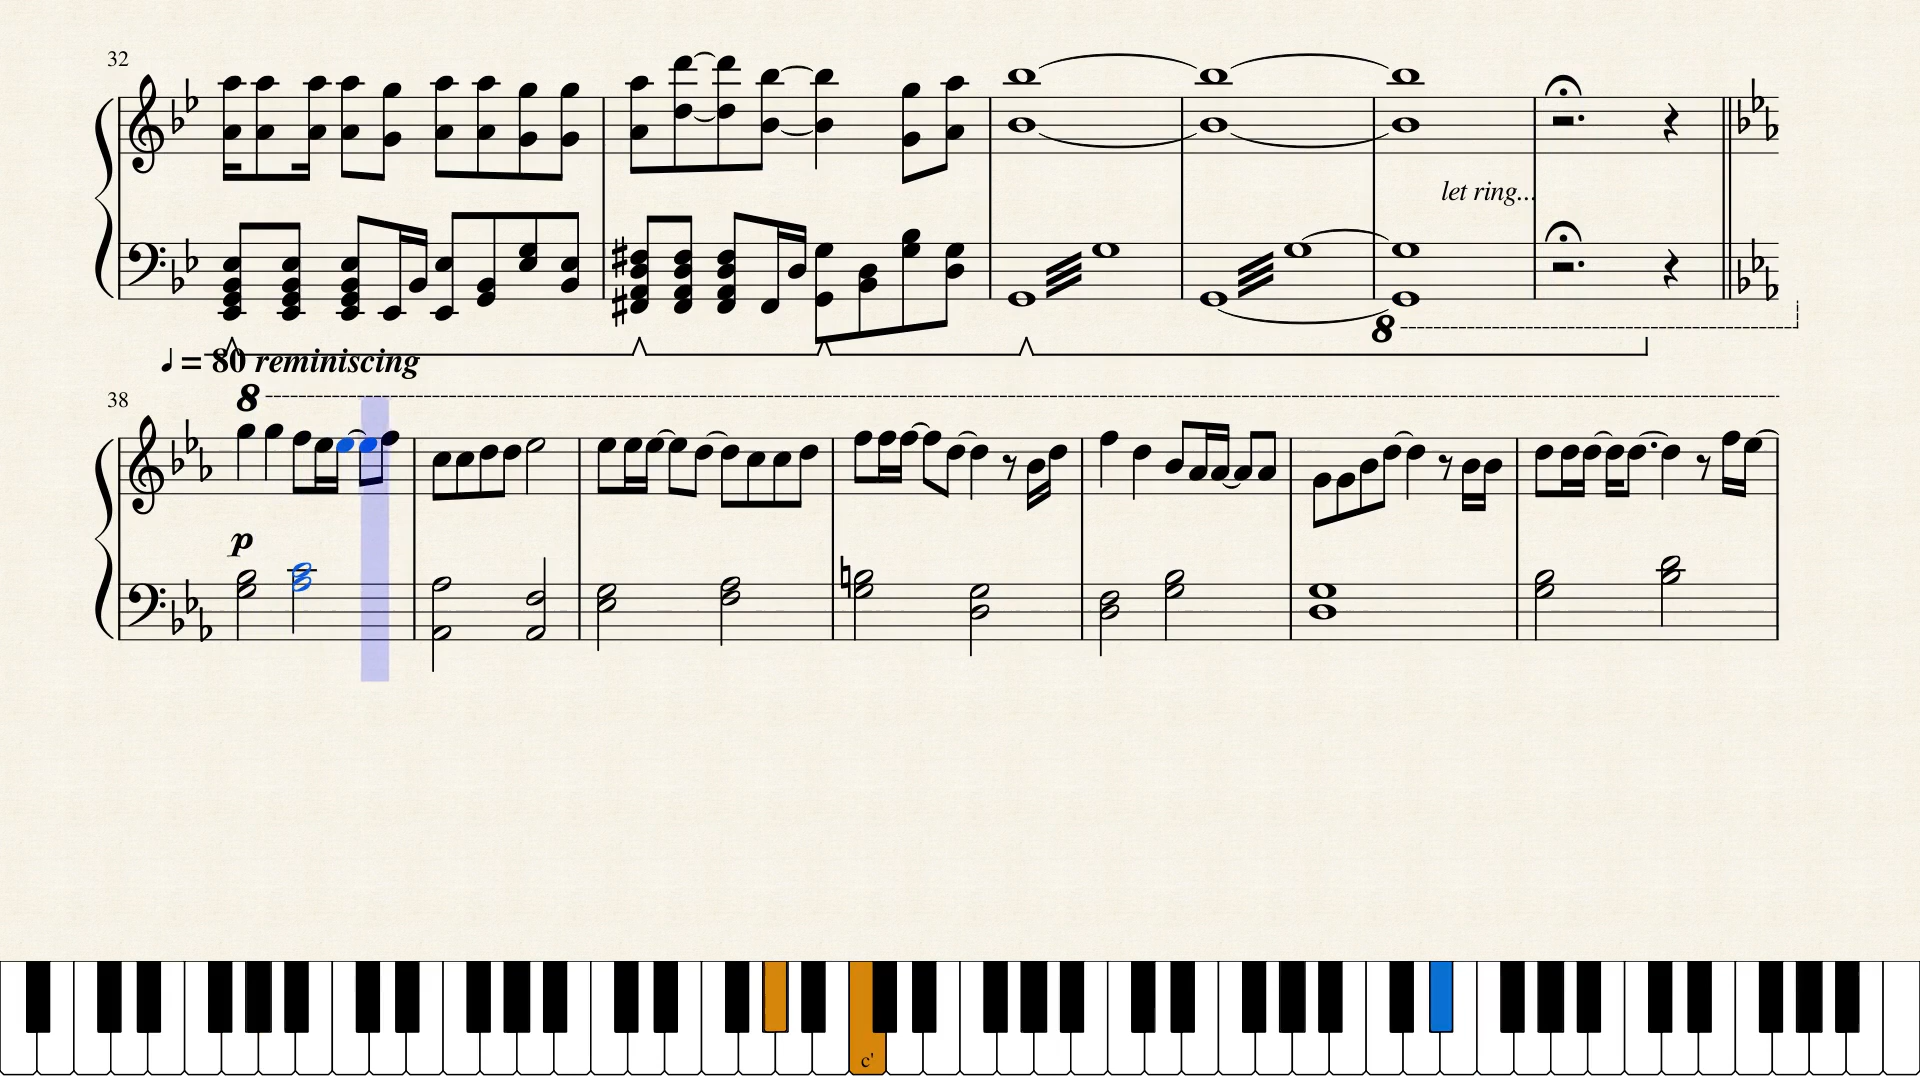 32
let ring...
8
♩ = 80 reminiscing
38
8
p
c'